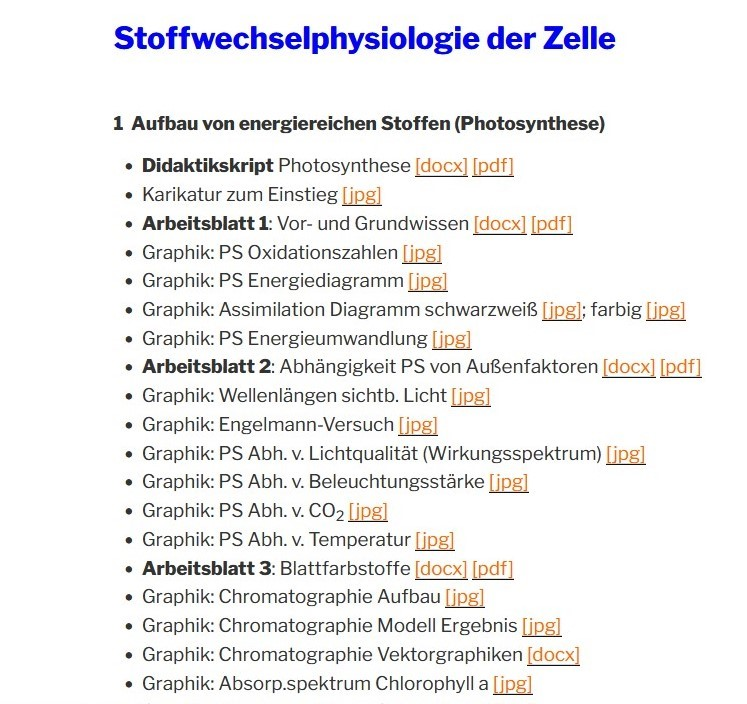 Stoffwechselphysiologie der Zelle
1 Aufbau von energiereichen Stoffen (Photosynthese)
• Didaktikskript Photosynthese [docx] [pdf]
• Karikatur zum Einstieg [jpg]
• Arbeitsblatt 1: Vor- und Grundwissen [docx] [pdf]
• Graphik: PS Oxidationszahlen [jpg]
• Graphik: PS Energiediagramm [jpg]
• Graphik: Assimilation Diagramm schwarzweiß [jpg]; farbig [jpg]
• Graphik: PS Energieumwandlung [jpg]
• Arbeitsblatt 2: Abhängigkeit PS von Außenfaktoren [docx] [pdf]
• Graphik: Wellenlängen sichtb. Licht [jpg]
• Graphik: Engelmann-Versuch [jpg]
• Graphik: PS Abh. v. Lichtqualität (Wirkungsspektrum) [jpg]
• Graphik: PS Abh. v. Beleuchtungsstärke [jpg]
• Graphik: PS Abh. v. CO₂ [jpg]
• Graphik: PS Abh. v. Temperatur [jpg]
• Arbeitsblatt 3: Blattfarbstoffe [docx] [pdf]
• Graphik: Chromatographie Aufbau [jpg]
• Graphik: Chromatographie Modell Ergebnis [jpg]
• Graphik: Chromatographie Vektorgraphiken [docx]
• Graphik: Absorp.spektrum Chlorophyll a [jpg]